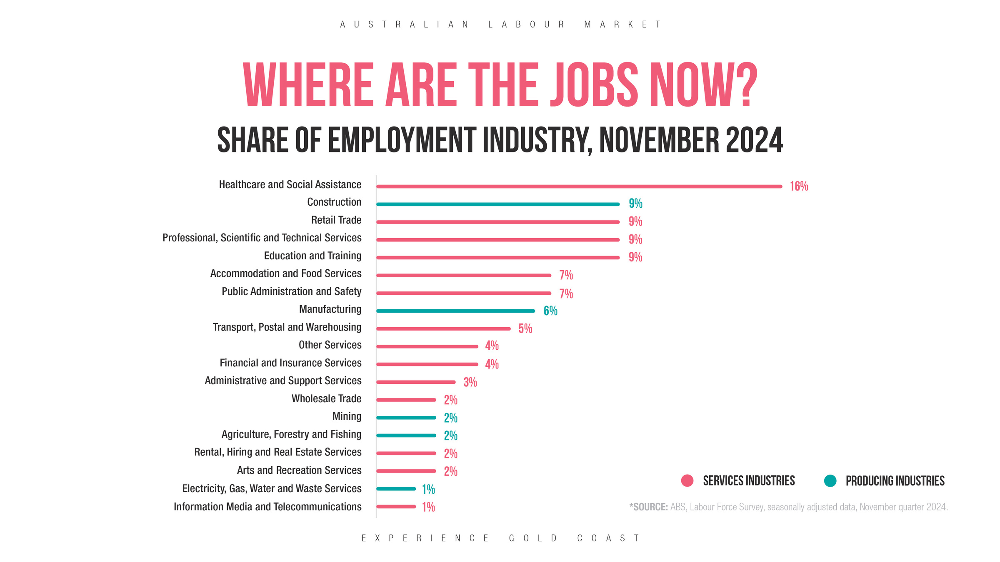 AUSTRALIAN LABOUR MARKET
WHERE ARE THE JOBS NOW?
SHARE OF EMPLOYMENT INDUSTRY, NOVEMBER 2024
Healthcare and Social Assistance 16%
Construction 9%
Retail Trade 9%
Professional, Scientific and Technical Services 9%
Education and Training 9%
Accommodation and Food Services 7%
Public Administration and Safety 7%
Manufacturing 6%
Transport, Postal and Warehousing 5%
Other Services 4%
Financial and Insurance Services 4%
Administrative and Support Services 3%
Wholesale Trade 2%
Mining 2%
Agriculture, Forestry and Fishing 2%
Rental, Hiring and Real Estate Services 2%
Arts and Recreation Services 2%
Electricity, Gas, Water and Waste Services 1%
Information Media and Telecommunications 1%
SERVICES INDUSTRIES PRODUCING INDUSTRIES
*SOURCE: ABS, Labour Force Survey, seasonally adjusted data, November quarter 2024.
EXPERIENCE GOLD COAST